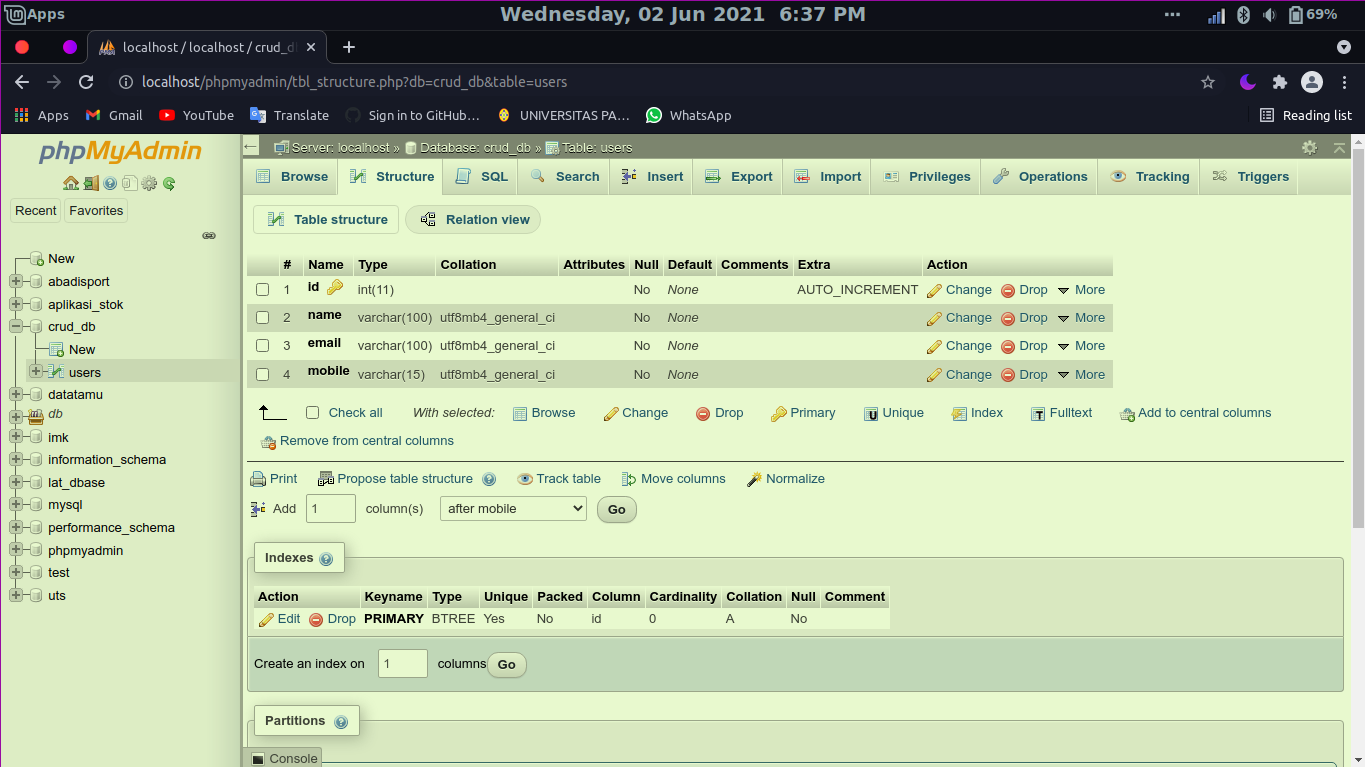 Apps
Wednesday, 02 Jun 2021 6:37 PM
69%
localhost / localhost / crud_d
localhost/phpmyadmin/tbl_structure.php?db=crud_db&table=users
Apps Gmail YouTube Translate Sign in to GitHub… UNIVERSITAS PA… WhatsApp Reading list
phpMyAdmin
Recent Favorites
New
abadisport
aplikasi_stok
crud_db
New
users
datatamu
db
imk
information_schema
lat_dbase
mysql
performance_schema
phpmyadmin
test
uts
Server: localhost » Database: crud_db » Table: users
Browse Structure SQL Search Insert Export Import Privileges Operations Tracking Triggers
Table structure Relation view
# Name Type Collation Attributes Null Default Comments Extra Action
1 id int(11) No None AUTO_INCREMENT Change Drop More
2 name varchar(100) utf8mb4_general_ci No None Change Drop More
3 email varchar(100) utf8mb4_general_ci No None Change Drop More
4 mobile varchar(15) utf8mb4_general_ci No None Change Drop More
Check all With selected: Browse Change Drop Primary Unique Index Fulltext Add to central columns
Remove from central columns
Print Propose table structure Track table Move columns Normalize
Add 1 column(s) after mobile Go
Indexes
Action Keyname Type Unique Packed Column Cardinality Collation Null Comment
Edit Drop PRIMARY BTREE Yes No id 0 A No
Create an index on 1 columns Go
Partitions
Console